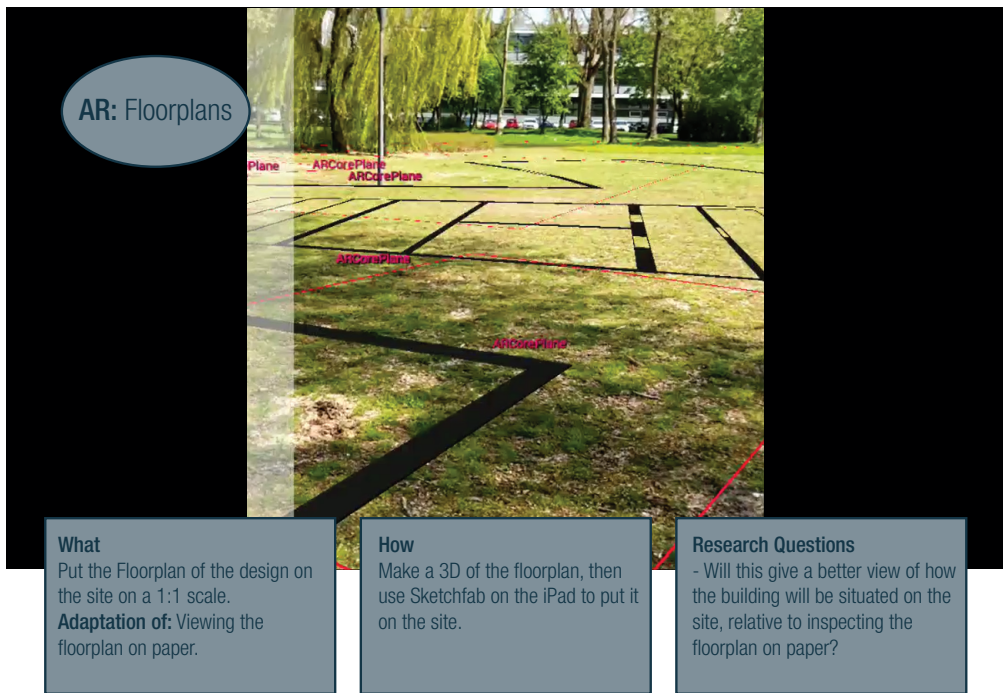 AR: Floorplans
Plane
ARCorePlane
ARCorePlane
ARCorePlane
ARCorePlane
What
Put the Floorplan of the design on
the site on a 1:1 scale.
Adaptation of: Viewing the
floorplan on paper.
How
Make a 3D of the floorplan, then
use Sketchfab on the iPad to put it
on the site.
Research Questions
- Will this give a better view of how
the building will be situated on the
site, relative to inspecting the
floorplan on paper?